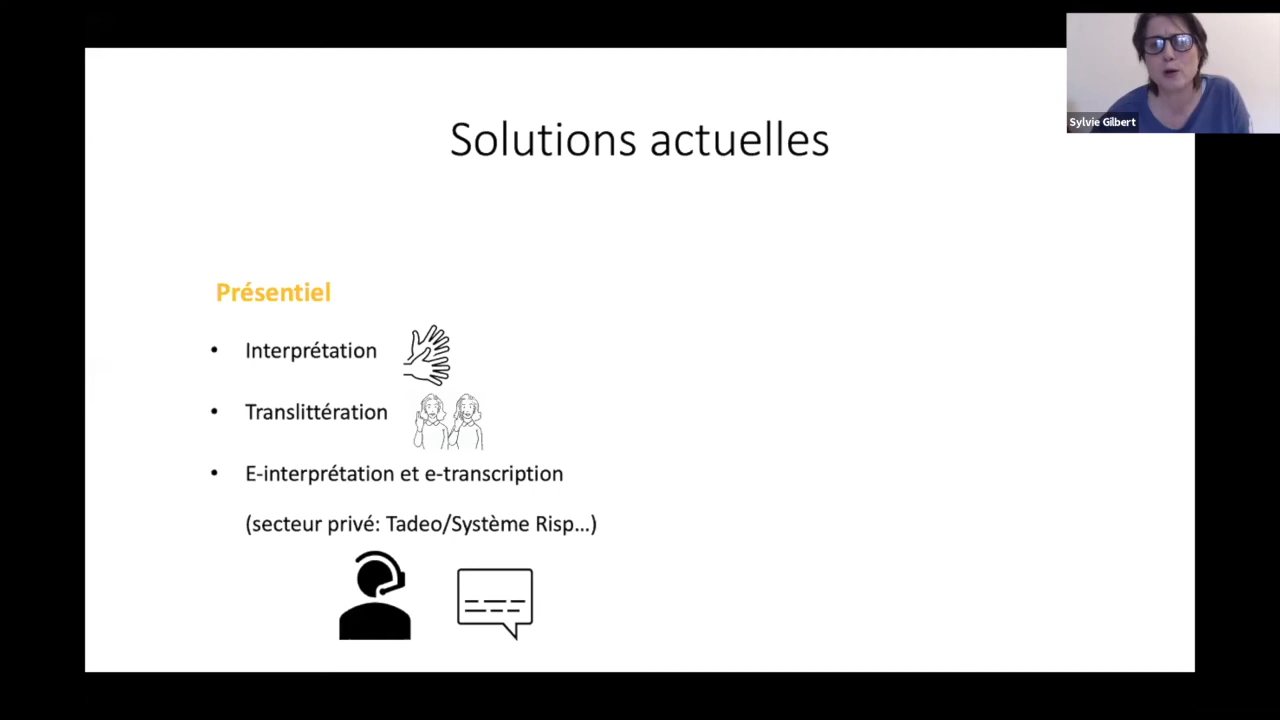 Sylvie Gilbert
Solutions actuelles
Présentiel
• Interprétation
• Translittération
• E-interprétation et e-transcription
(secteur privé: Tadeo/Système Risp...)